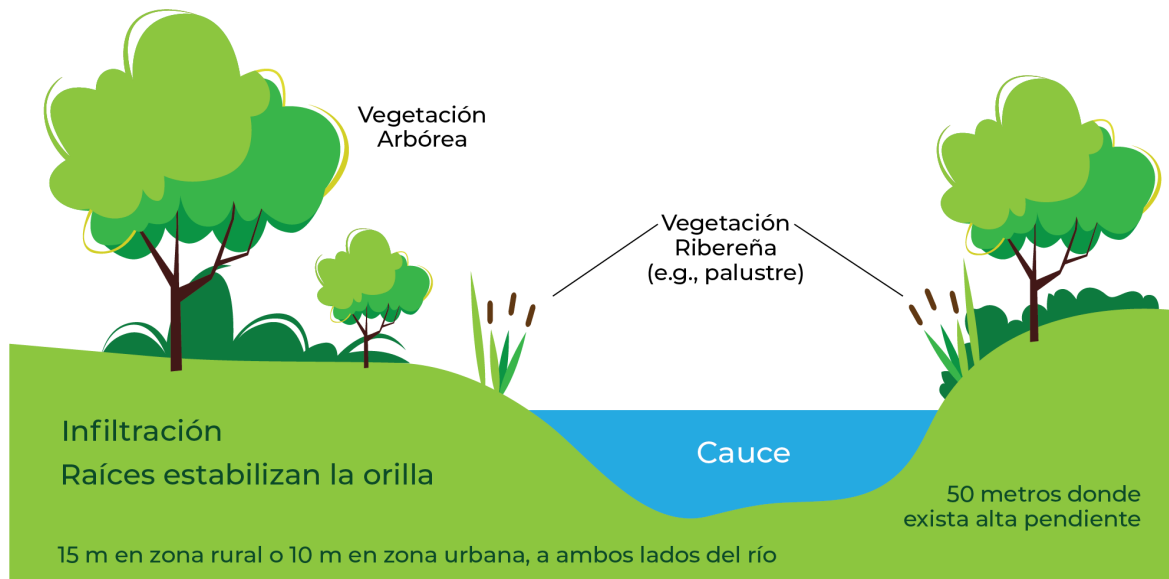 Vegetación
Arbórea
Vegetación
Ribereña
(e.g., palustre)
Infiltración
Raíces estabilizan la orilla
Cauce
50 metros donde
exista alta pendiente
15 m en zona rural o 10 m en zona urbana, a ambos lados del río